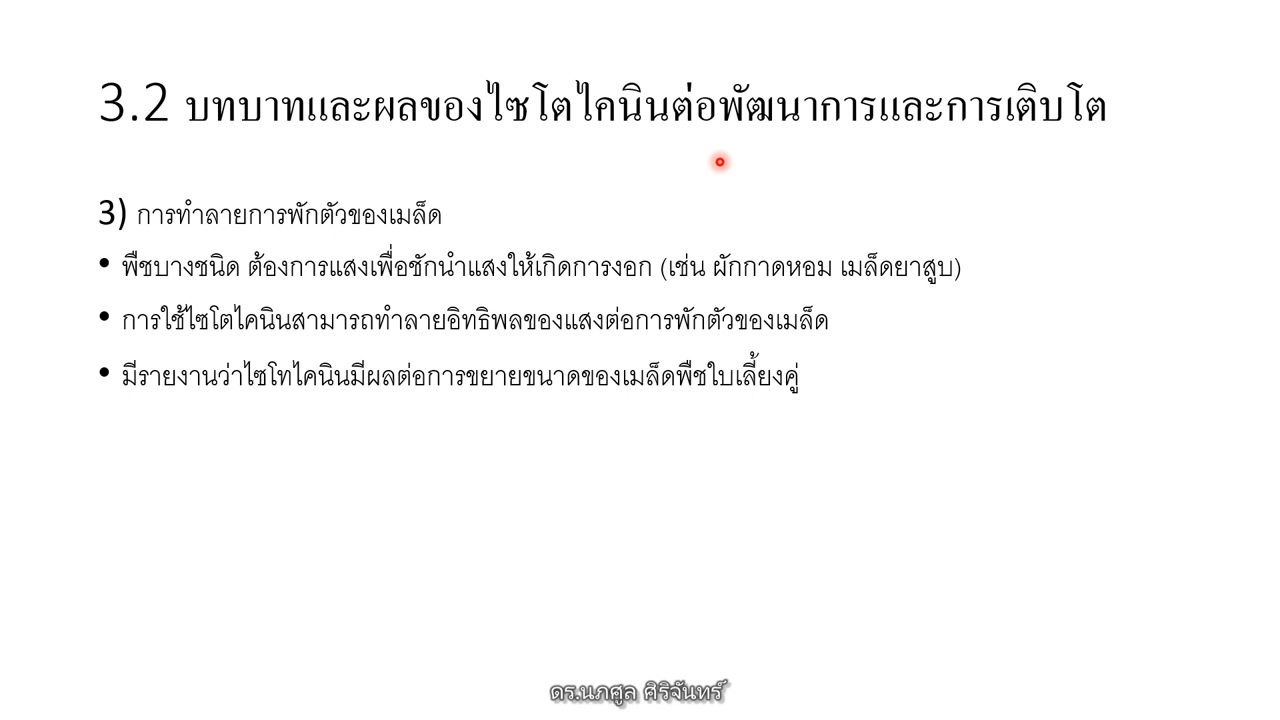 3.2 บทบาทและผลของไซโตไคนินต่อพัฒนาการและการเติบโต
3) การทำลายการพักตัวของเมล็ด
• พืชบางชนิด ต้องการแสงเพื่อชักนำแสงให้เกิดการงอก (เช่น ผักกาดหอม เมล็ดยาสูบ)
• การใช้ไซโตไคนินสามารถทำลายอิทธิพลของแสงต่อการพักตัวของเมล็ด
• มีรายงานว่าไซโทไคนินมีผลต่อการขยายขนาดของเมล็ดพืชใบเลี้ยงคู่
ดร.นภศูล ศิริจันทร์